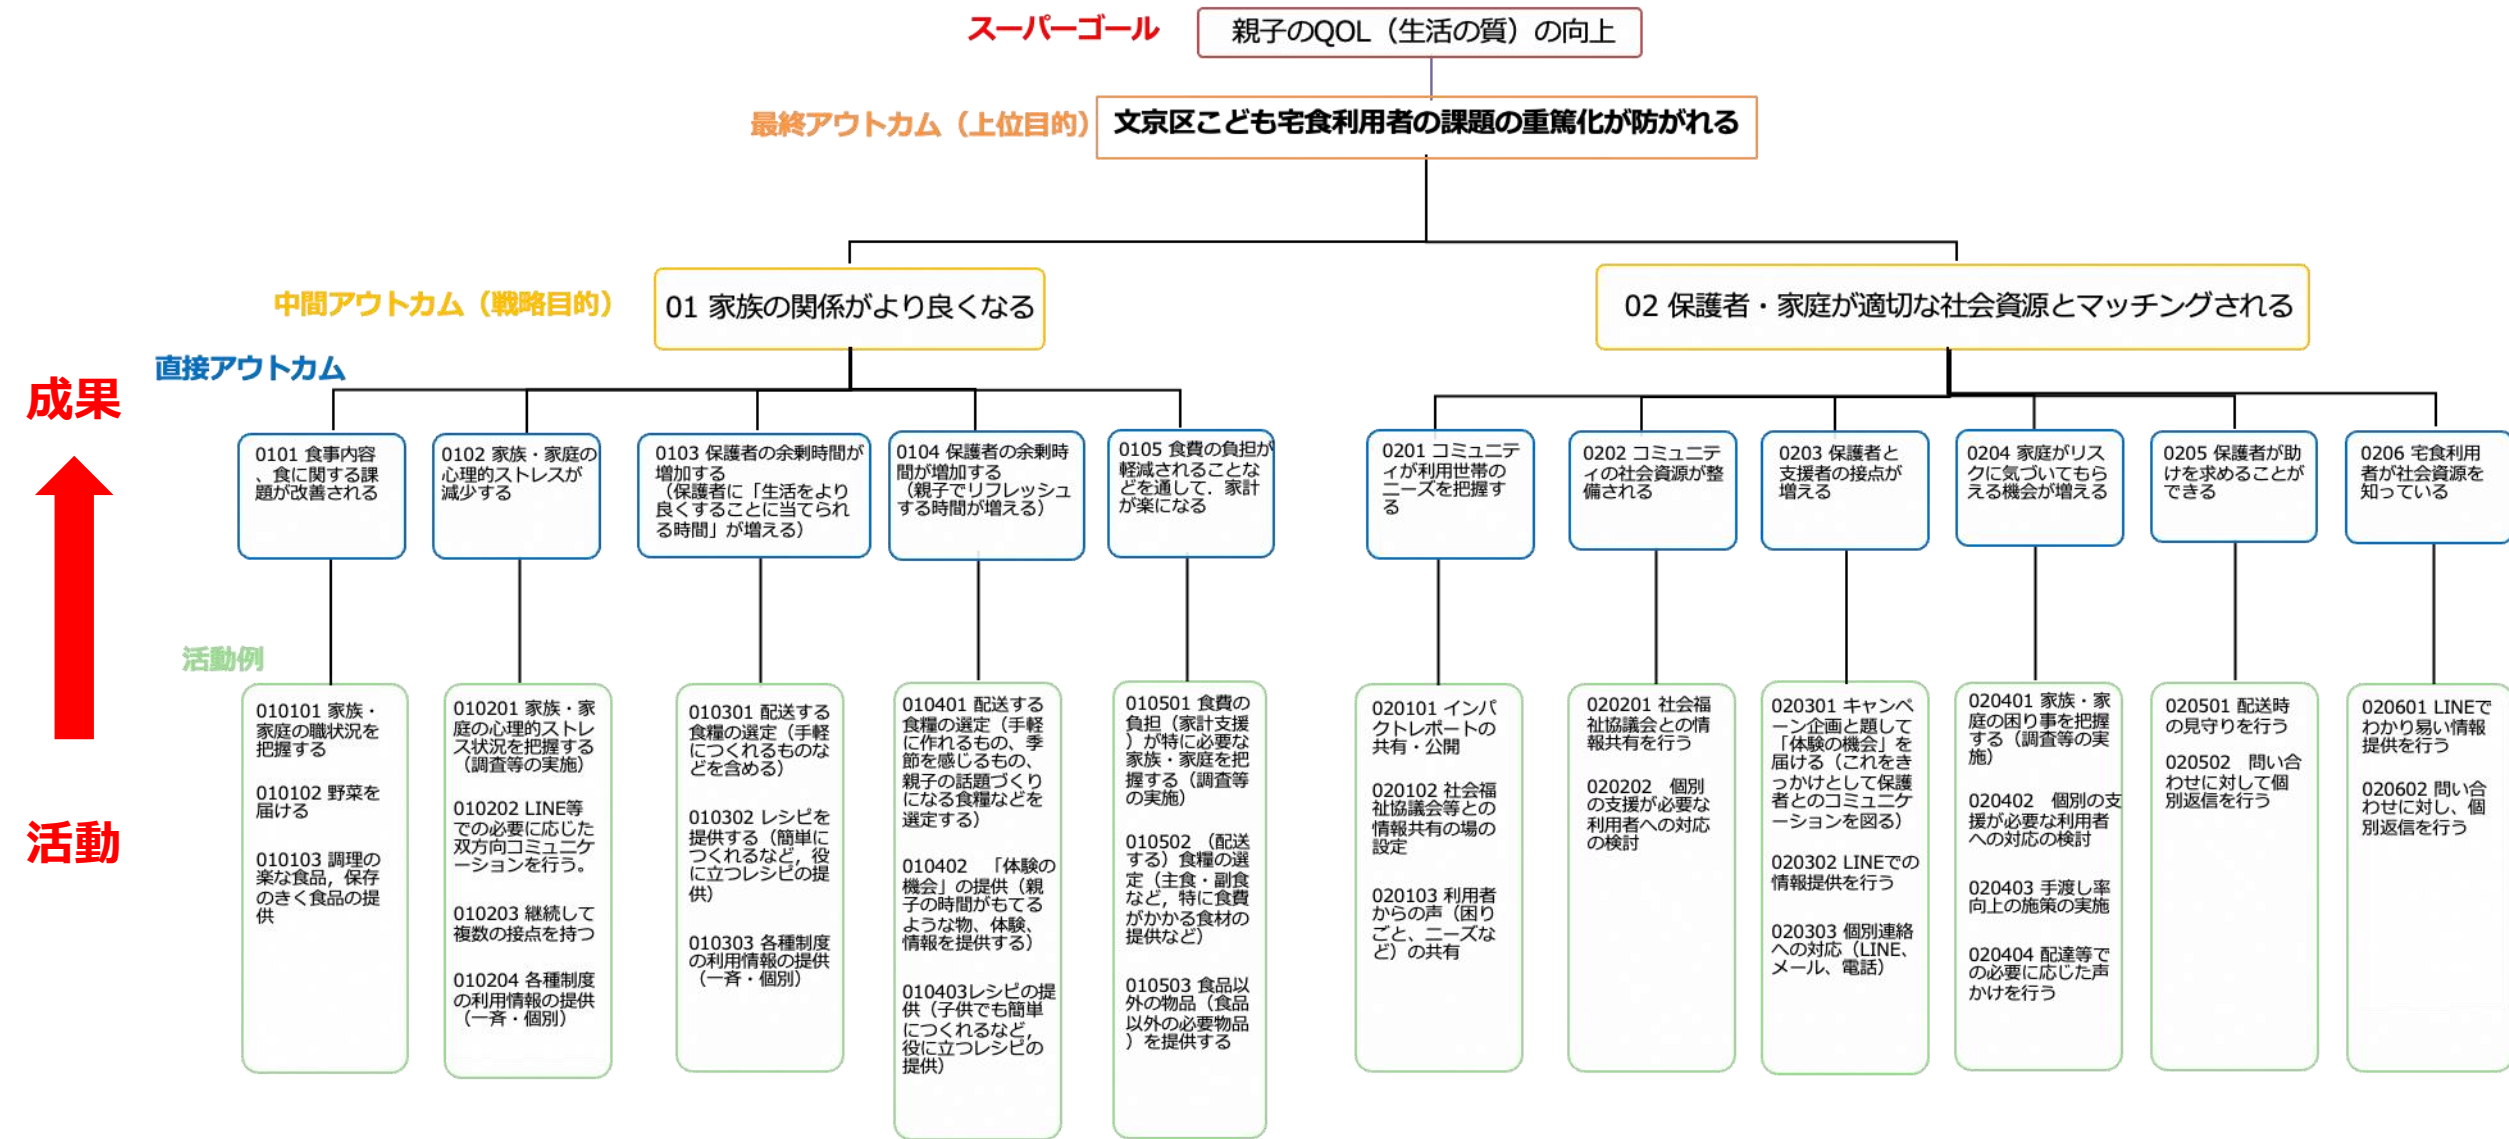 スーパーゴール
親子のQOL（生活の質）の向上
最終アウトカム（上位目的）
文京区こども宅食利用者の課題の重篤化が防がれる
中間アウトカム（戦略目的）
01 家族の関係がより良くなる
02 保護者・家庭が適切な社会資源とマッチングされる
直接アウトカム
成果
0101 食事内容
、食に関する課
題が改善される
0102 家族・家庭の
心理的ストレスが
減少する
0103 保護者の余剰時間が
増加する
（保護者に「生活をより
良くすることに当てられ
る時間」が増える）
0104 保護者の余剰時
間が増加する
（親子でリフレッシュ
する時間が増える）
0105 食費の負担が
軽減されることな
どを通して．家計
が楽になる
0201 コミュニテ
ィが利用世帯の
ニーズを把握す
る
0202 コミュニテ
ィの社会資源が整
備される
0203 保護者と
支援者の接点が
増える
0204 家庭がリス
クに気づいてもら
える機会が増える
0205 保護者が助
けを求めることが
できる
0206 宅食利用
者が社会資源を
知っている
活動例
活動
010101 家族・
家庭の職状況を
把握する
010102 野菜を
届ける
010103 調理の
楽な食品，保存
のきく食品の提
供
010201 家族・家
庭の心理的ストレ
ス状況を把握する
（調査等の実施）
010202 LINE等
での必要に応じた
双方向コミュニケ
ーションを行う。
010203 継続して
複数の接点を持つ
010204 各種制度
の利用情報の提供
（一斉・個別）
010301 配送する
食糧の選定（手軽
につくれるものな
どを含める）
010302 レシピを
提供する（簡単に
つくれるなど，役
に立つレシピの提
供）
010303 各種制度
の利用情報の提供
（一斉・個別）
010401 配送する
食糧の選定（手軽
に作れるもの、季
節を感じるもの、
親子の話題づくり
になる食糧などを
選定する）
010402　「体験の
機会」の提供（親
子の時間がもてる
ような物、体験、
情報を提供する）
010403レシピの提
供（子供でも簡単
につくれるなど，
役に立つレシピの
提供）
010501 食費の
負担（家計支援
）が特に必要な
家族・家庭を把
握する（調査等
の実施）
010502 （配送
する）食糧の選
定（主食・副食
など，特に食費
がかかる食材の
提供など）
010503 食品以
外の物品（食品
以外の必要物品
）を提供する
020101 インパ
クトレポートの
共有・公開
020102 社会福
祉協議会等との
情報共有の場の
設定
020103 利用者
からの声（困り
ごと、ニーズな
ど）の共有
020201 社会福
祉協議会との情
報共有を行う
020202　個別
の支援が必要な
利用者への対応
の検討
020301 キャンペ
ーン企画と題して
「体験の機会」を
届ける（これをき
っかけとして保護
者とのコミュニケ
ーションを図る）
020302 LINEでの
情報提供を行う
020303 個別連絡
への対応（LINE、
メール、電話）
020401 家族・家
庭の困り事を把握
する（調査等の実
施）
020402　個別の支
援が必要な利用者
への対応の検討
020403 手渡し率
向上の施策の実施
020404 配達等で
の必要に応じた声
かけを行う
020501 配送時
の見守りを行う
020502　問い合
わせに対して個
別返信を行う
020601 LINEで
わかり易い情報
提供を行う
020602 問い合
わせに対し、個
別返信を行う